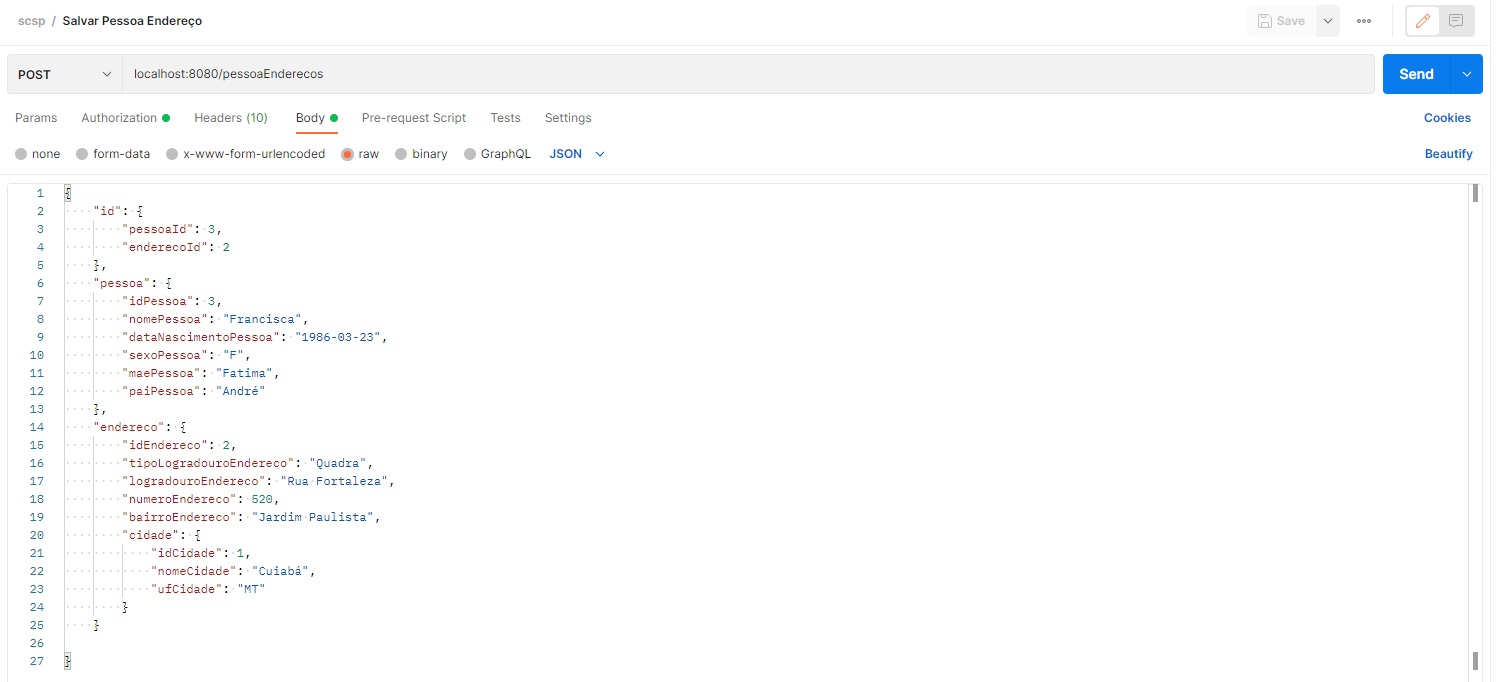 scsp / Salvar Pessoa Endereço
Save
POST localhost:8080/pessoaEnderecos Send
Params Authorization Headers (10) Body Pre-request Script Tests Settings Cookies
none form-data x-www-form-urlencoded raw binary GraphQL JSON Beautify
1 {
2 "id": {
3 "pessoaId": 3,
4 "enderecoId": 2
5 },
6 "pessoa": {
7 "idPessoa": 3,
8 "nomePessoa": "Francisca",
9 "dataNascimentoPessoa": "1986-03-23",
10 "sexoPessoa": "F",
11 "maePessoa": "Fatima",
12 "paiPessoa": "André"
13 },
14 "endereco": {
15 "idEndereco": 2,
16 "tipoLogradouroEndereco": "Quadra",
17 "logradouroEndereco": "Rua Fortaleza",
18 "numeroEndereco": 520,
19 "bairroEndereco": "Jardim Paulista",
20 "cidade": {
21 "idCidade": 1,
22 "nomeCidade": "Cuiabá",
23 "ufCidade": "MT"
24 }
25 }
26
27 }